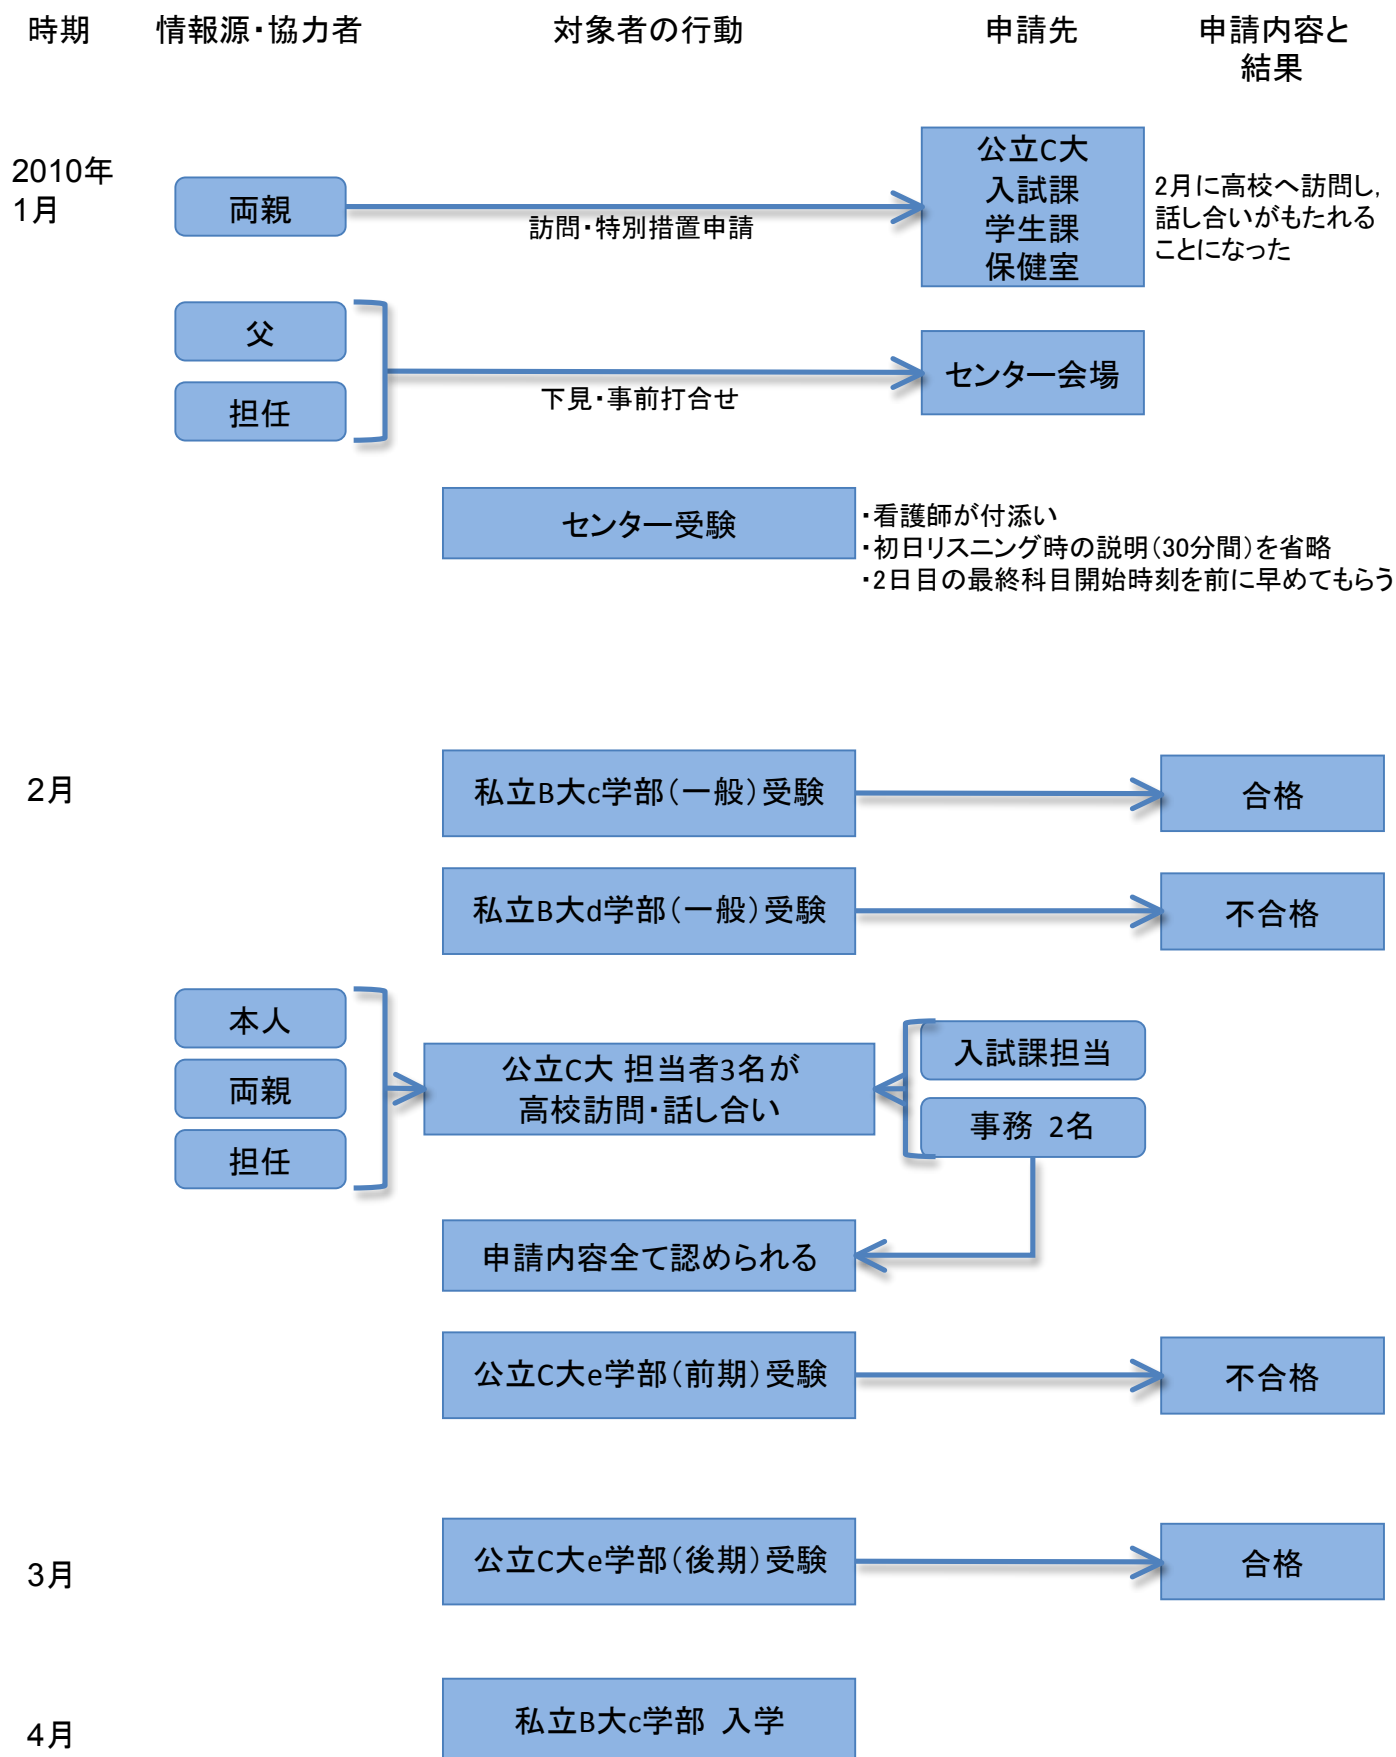 時期
情報源・協力者
対象者の行動
申請先
申請内容と
結果
2010年
1月
両親
訪問・特別措置申請
公立C大
入試課
学生課
保健室
2月に高校へ訪問し,
話し合いがもたれる
ことになった
父
担任
下見・事前打合せ
センター会場
センター受験
・看護師が付添い
・初日リスニング時の説明(30分間)を省略
・2日目の最終科目開始時刻を前に早めてもらう
2月
私立B大c学部(一般)受験
合格
私立B大d学部(一般)受験
不合格
本人
両親
担任
公立C大 担当者3名が
高校訪問・話し合い
入試課担当
事務 2名
申請内容全て認められる
公立C大e学部(前期)受験
不合格
3月
公立C大e学部(後期)受験
合格
4月
私立B大c学部 入学